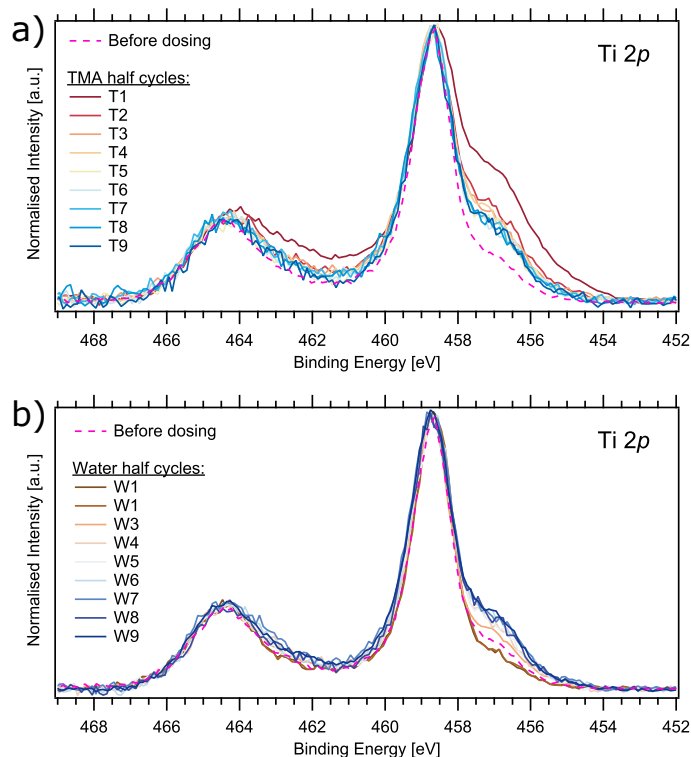 a)
Before dosing
Ti 2p
TMA half cycles:
T1
T2
T3
T4
T5
T6
T7
T8
T9
Normalised Intensity [a.u.]
468 466 464 462 460 458 456 454 452
Binding Energy [eV]
b)
Before dosing
Ti 2p
Water half cycles:
W1
W1
W3
W4
W5
W6
W7
W8
W9
Normalised Intensity [a.u.]
468 466 464 462 460 458 456 454 452
Binding Energy [eV]